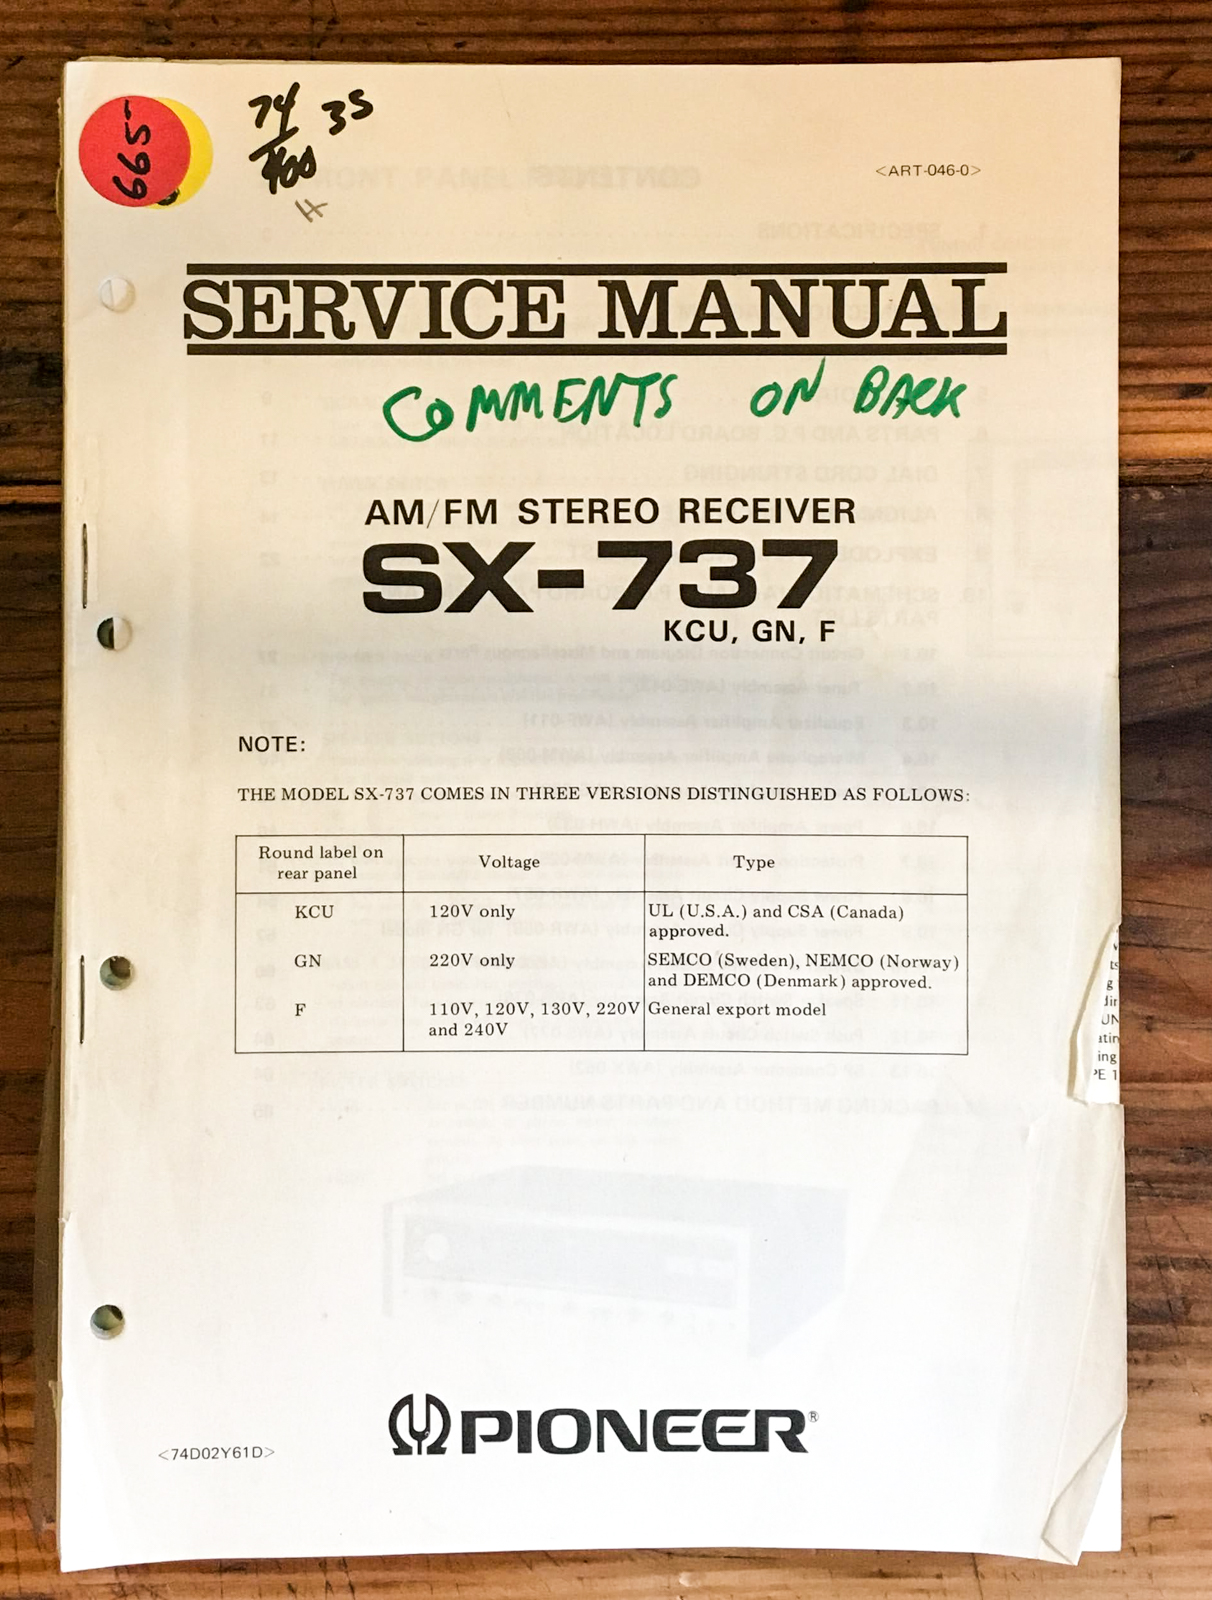 665-
74 35
100
H
<ART-046-0>
SERVICE MANUAL
COMMENTS ON BACK
AM/FM STEREO RECEIVER
SX-737
KCU, GN, F
NOTE:
THE MODEL SX-737 COMES IN THREE VERSIONS DISTINGUISHED AS FOLLOWS:
Round label on rear panel Voltage Type
KCU 120V only UL (U.S.A.) and CSA (Canada)
approved.
GN 220V only SEMCO (Sweden), NEMCO (Norway)
and DEMCO (Denmark) approved.
F 110V, 120V, 130V, 220V General export model
and 240V
ing
PIONEER®
<74D02Y61D>